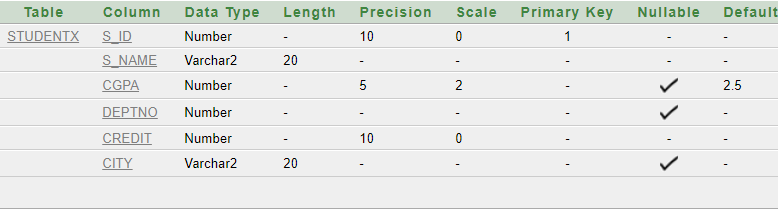 Table Column Data Type Length Precision Scale Primary Key Nullable Default
STUDENTX S_ID Number - 10 0 1 - -
S_NAME Varchar2 20 - - - - -
CGPA Number - 5 2 - ✓ 2.5
DEPTNO Number - - - - ✓ -
CREDIT Number - 10 0 - - -
CITY Varchar2 20 - - - ✓ -